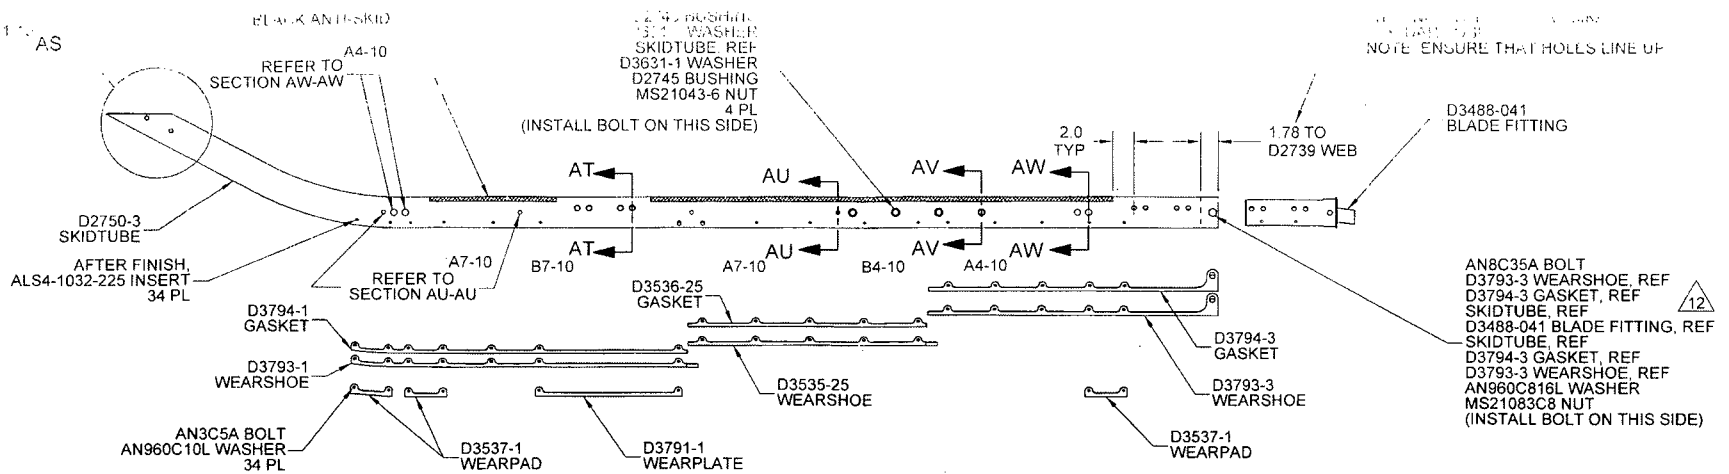 AS
BLACK ANTI-SKID
A4-10
REFER TO
SECTION AW-AW
BUSHING
WASHER
SKIDTUBE, REF
D3631-1 WASHER
D2745 BUSHING
MS21043-6 NUT
4 PL
(INSTALL BOLT ON THIS SIDE)
NOTE ENSURE THAT HOLES LINE UP
D3488-041
BLADE FITTING
2.0
TYP
1.78 TO
D2739 WEB
AT
AU
AV
AW
D2750-3
SKIDTUBE
AT
AU
AV
AW
AFTER FINISH,
ALS4-1032-225 INSERT
34 PL
REFER TO
SECTION AU-AU
A7-10
B7-10
A7-10
B4-10
A4-10
D3536-25
GASKET
D3794-1
GASKET
D3793-1
WEARSHOE
D3794-3
GASKET
D3535-25
WEARSHOE
D3793-3
WEARSHOE
AN3C5A BOLT
AN960C10L WASHER
34 PL
D3537-1
WEARPAD
D3791-1
WEARPLATE
D3537-1
WEARPAD
AN8C35A BOLT
D3793-3 WEARSHOE, REF
D3794-3 GASKET, REF
SKIDTUBE, REF
D3488-041 BLADE FITTING, REF
SKIDTUBE, REF
D3794-3 GASKET, REF
D3793-3 WEARSHOE, REF
AN960C816L WASHER
MS21083C8 NUT
(INSTALL BOLT ON THIS SIDE)
12